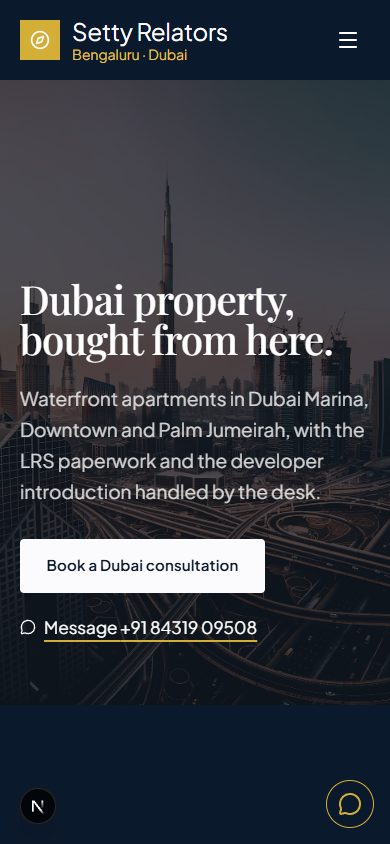 Setty Relators
Bengaluru · Dubai
Dubai property,
bought from here.
Waterfront apartments in Dubai Marina,
Downtown and Palm Jumeirah, with the
LRS paperwork and the developer
introduction handled by the desk.
Book a Dubai consultation
Message +91 84319 09508
N